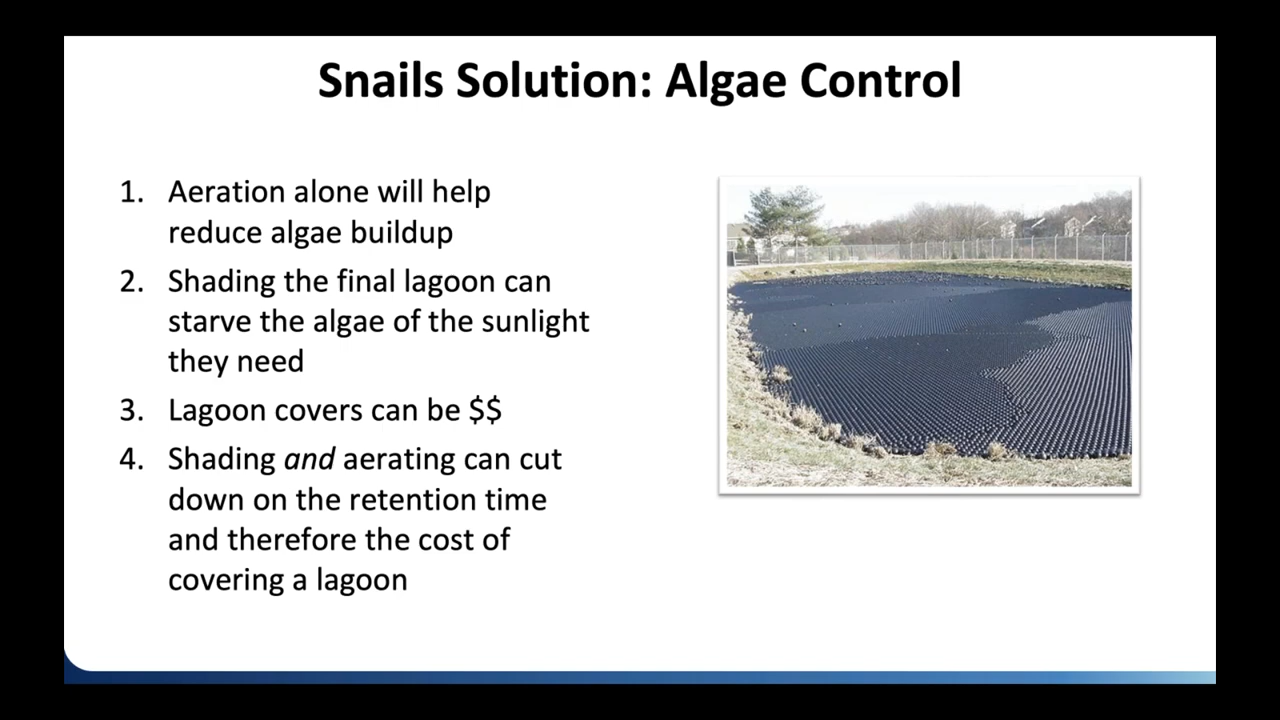 Snails Solution: Algae Control
1. Aeration alone will help
reduce algae buildup
2. Shading the final lagoon can
starve the algae of the sunlight
they need
3. Lagoon covers can be $$
4. Shading and aerating can cut
down on the retention time
and therefore the cost of
covering a lagoon